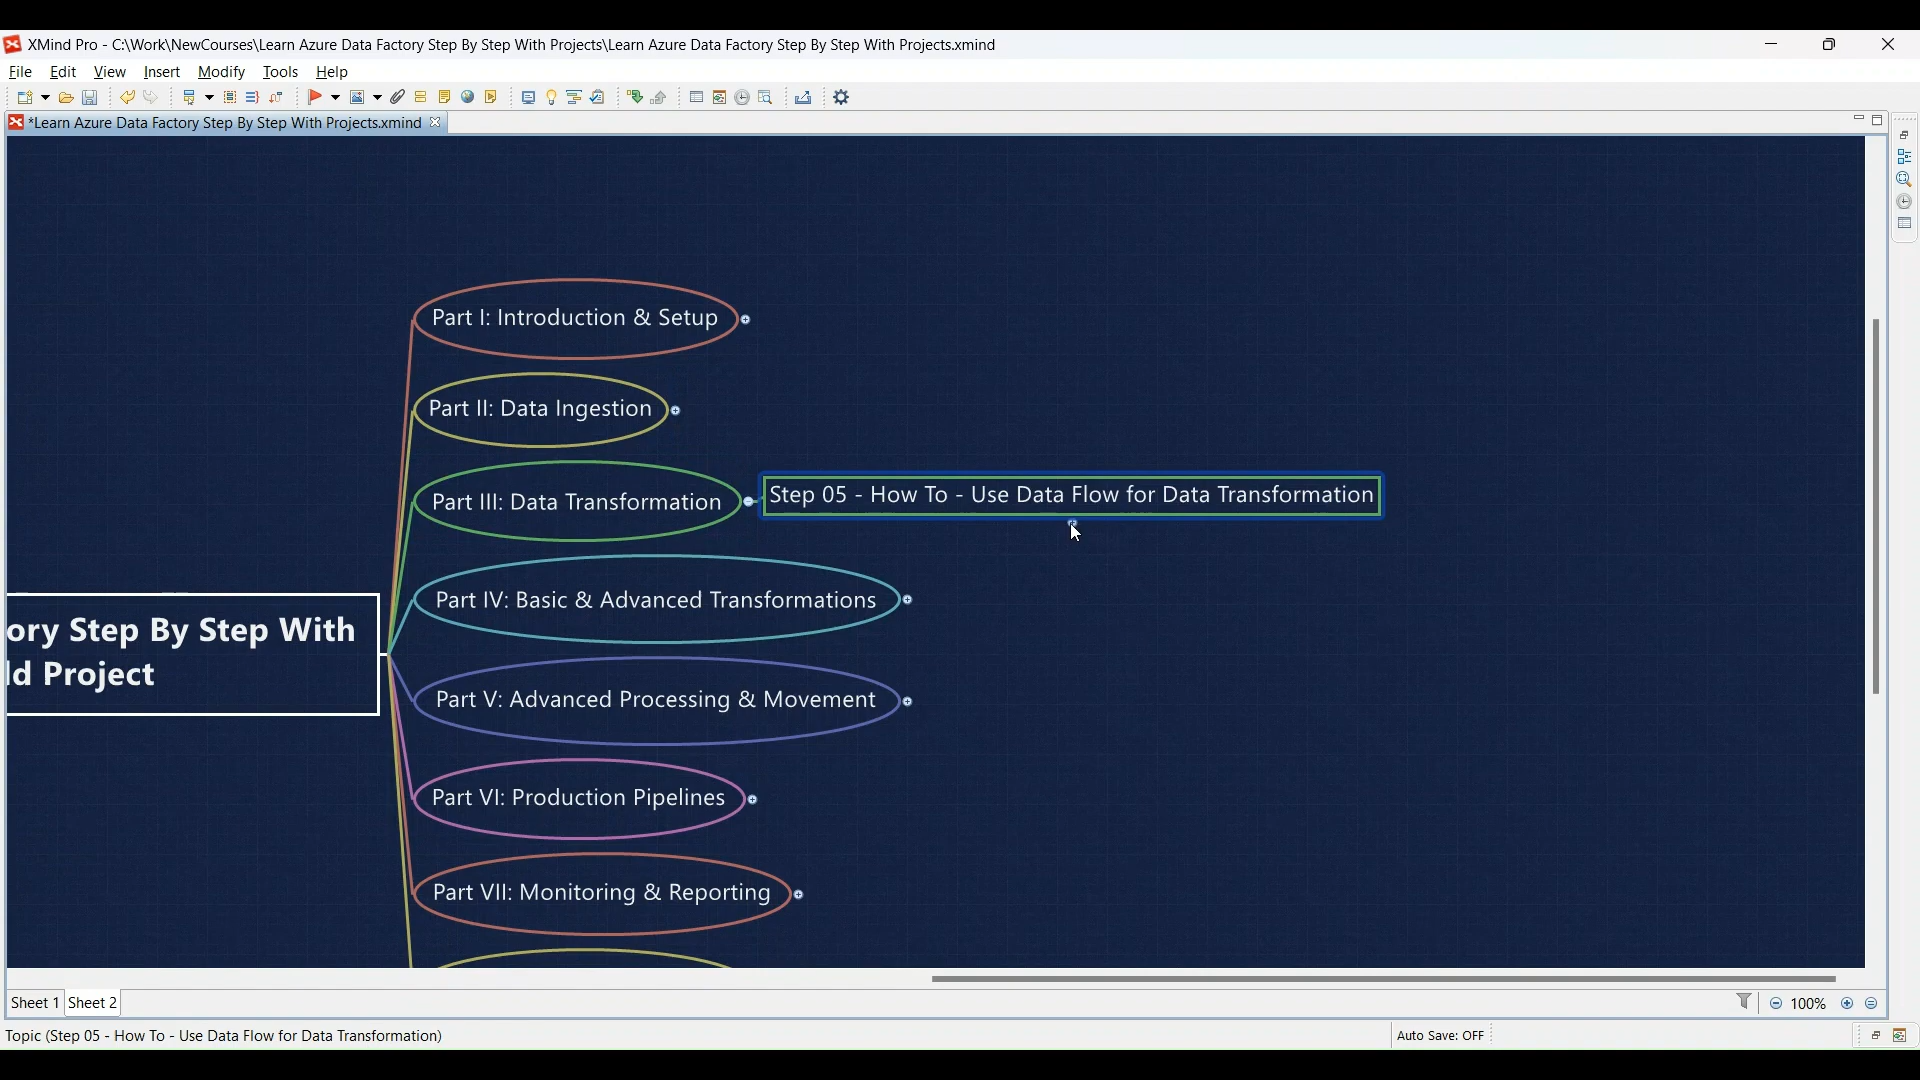 XMind Pro - C:\Work\NewCourses\Learn Azure Data Factory Step By Step With Projects\Learn Azure Data Factory Step By Step With Projects.xmind
File Edit View Insert Modify Tools Help
*Learn Azure Data Factory Step By Step With Projects.xmind
Part I: Introduction & Setup
Part II: Data Ingestion
Part III: Data Transformation
Step 05 - How To - Use Data Flow for Data Transformation
Part IV: Basic & Advanced Transformations
ory Step By Step With
ld Project
Part V: Advanced Processing & Movement
Part VI: Production Pipelines
Part VII: Monitoring & Reporting
Sheet 1 Sheet 2 100%
Topic (Step 05 - How To - Use Data Flow for Data Transformation) Auto Save: OFF